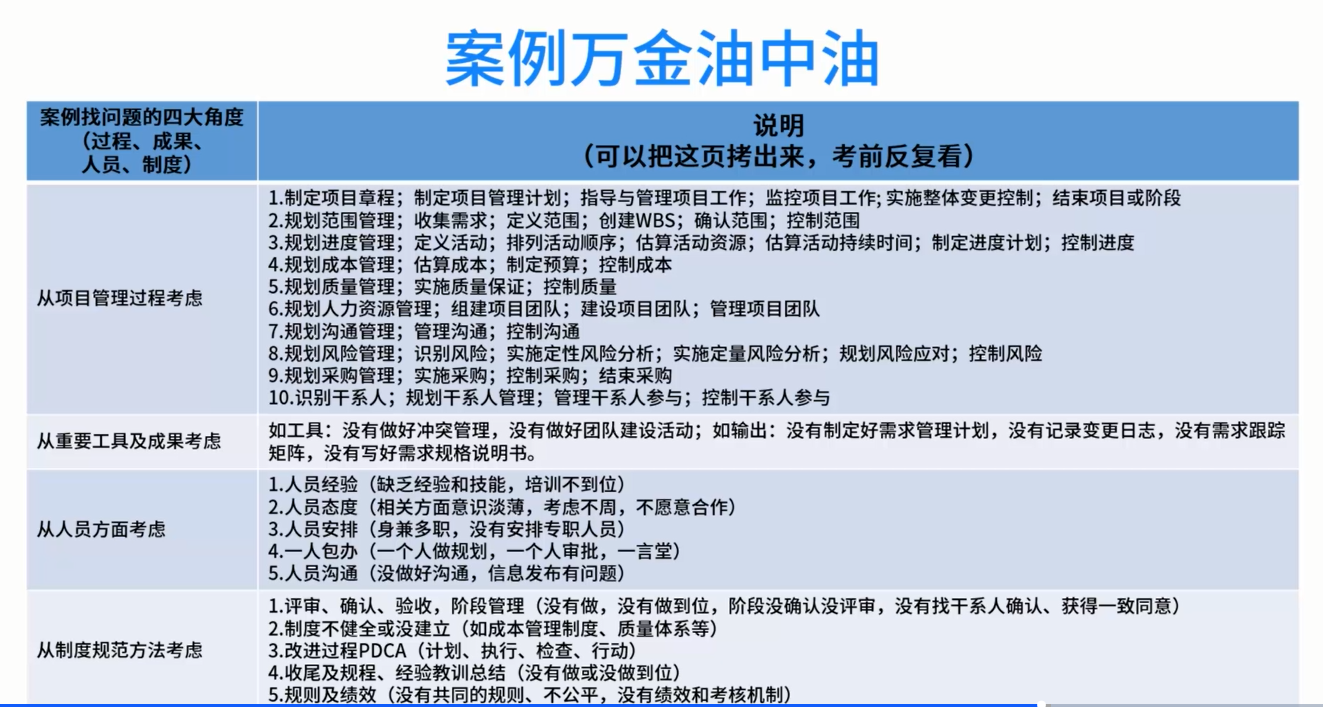 案例万金油中油
案例找问题的四大角度
（过程、成果、
人员、制度）
说明
（可以把这页拷出来，考前反复看）
从项目管理过程考虑
1.制定项目章程；制定项目管理计划；指导与管理项目工作；监控项目工作; 实施整体变更控制；结束项目或阶段
2.规划范围管理；收集需求；定义范围；创建WBS；确认范围；控制范围
3.规划进度管理；定义活动；排列活动顺序；估算活动资源；估算活动持续时间；制定进度计划；控制进度
4.规划成本管理；估算成本；制定预算；控制成本
5.规划质量管理；实施质量保证；控制质量
6.规划人力资源管理；组建项目团队；建设项目团队；管理项目团队
7.规划沟通管理；管理沟通；控制沟通
8.规划风险管理；识别风险；实施定性风险分析；实施定量风险分析；规划风险应对；控制风险
9.规划采购管理；实施采购；控制采购；结束采购
10.识别干系人；规划干系人管理；管理干系人参与；控制干系人参与
从重要工具及成果考虑
如工具：没有做好冲突管理，没有做好团队建设活动；如输出：没有制定好需求管理计划，没有记录变更日志，没有需求跟踪
矩阵，没有写好需求规格说明书。
从人员方面考虑
1.人员经验（缺乏经验和技能，培训不到位）
2.人员态度（相关方面意识淡薄，考虑不周，不愿意合作）
3.人员安排（身兼多职，没有安排专职人员）
4.一人包办（一个人做规划，一个人审批，一言堂）
5.人员沟通（没做好沟通，信息发布有问题）
从制度规范方法考虑
1.评审、确认、验收，阶段管理（没有做，没有做到位，阶段没确认没评审，没有找干系人确认、获得一致同意）
2.制度不健全或没建立（如成本管理制度、质量体系等）
3.改进过程PDCA（计划、执行、检查、行动）
4.收尾及规程、经验教训总结（没有做或没做到位）
5.规则及绩效（没有共同的规则、不公平，没有绩效和考核机制）